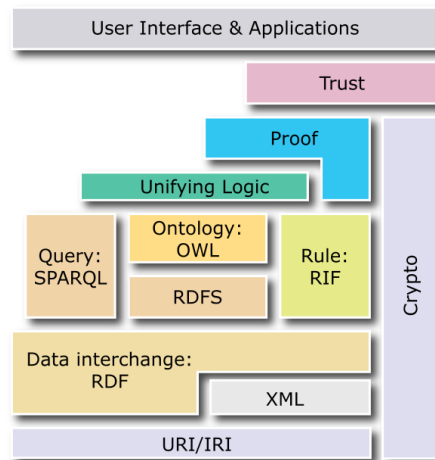 User Interface & Applications
Trust
Proof
Unifying Logic
Query:
SPARQL
Ontology:
OWL
RDFS
Rule:
RIF
Crypto
Data interchange:
RDF
XML
URI/IRI